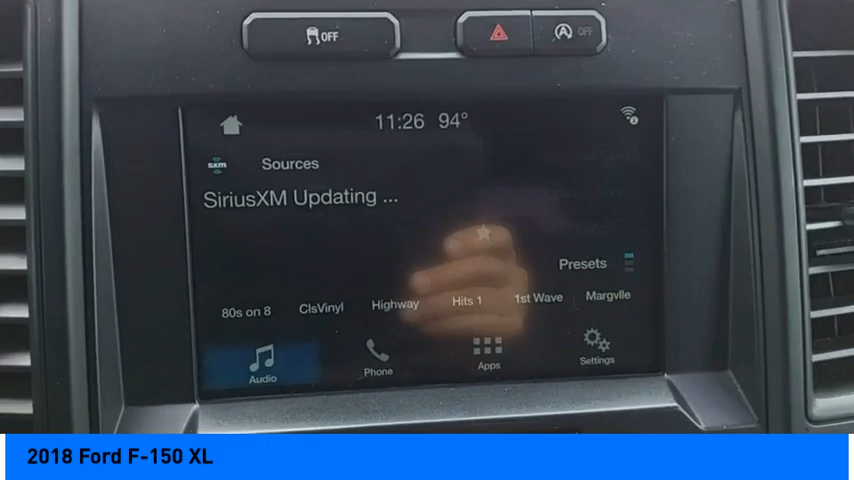 OFF
A OFF
11:26 94°
sxm Sources
SiriusXM Updating ...
Presets
80s on 8 ClsVinyl Highway Hits 1 1st Wave Margvlle
Audio Phone Apps Settings
2018 Ford F-150 XL